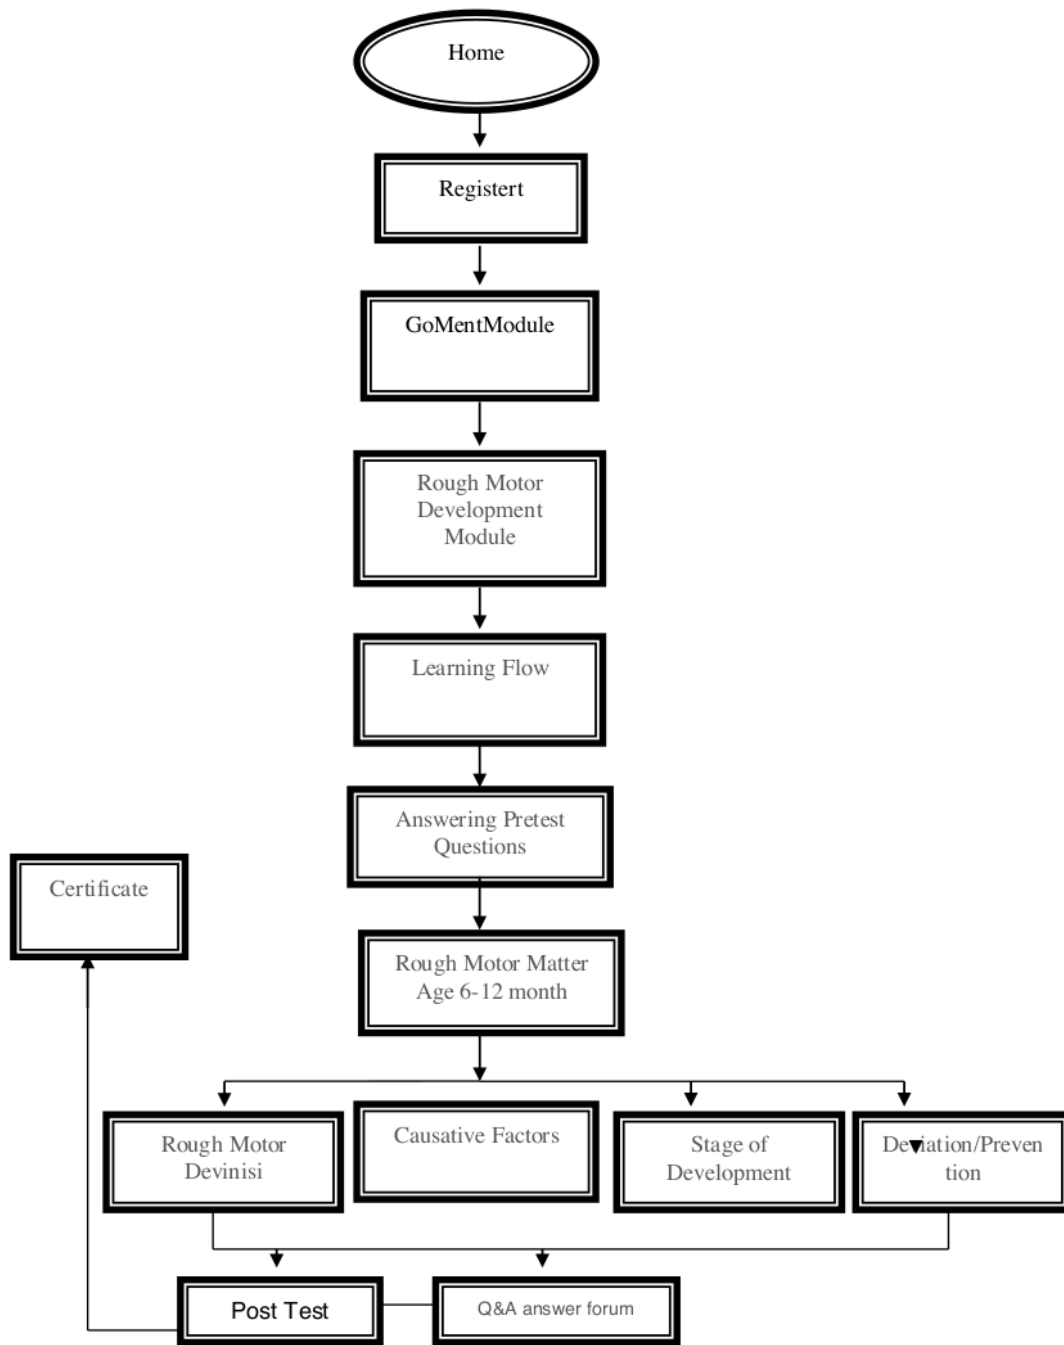 Home
Registert
GoMentModule
Rough Motor
Development
Module
Learning Flow
Answering Pretest
Questions
Certificate
Rough Motor Matter
Age 6-12 month
Rough Motor
Devinisi
Causative Factors
Stage of
Development
Deviation/Preven
tion
Post Test
Q&A answer forum